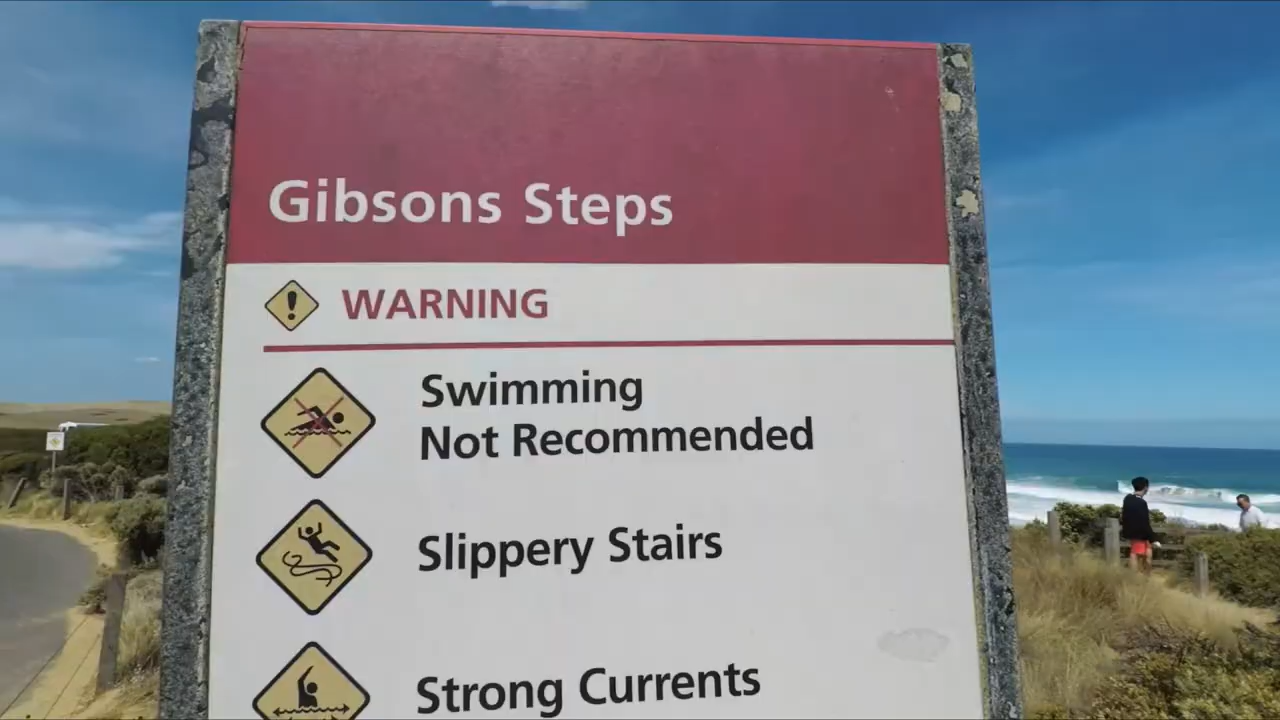 Gibsons Steps
WARNING
Swimming
Not Recommended
Slippery Stairs
Strong Currents